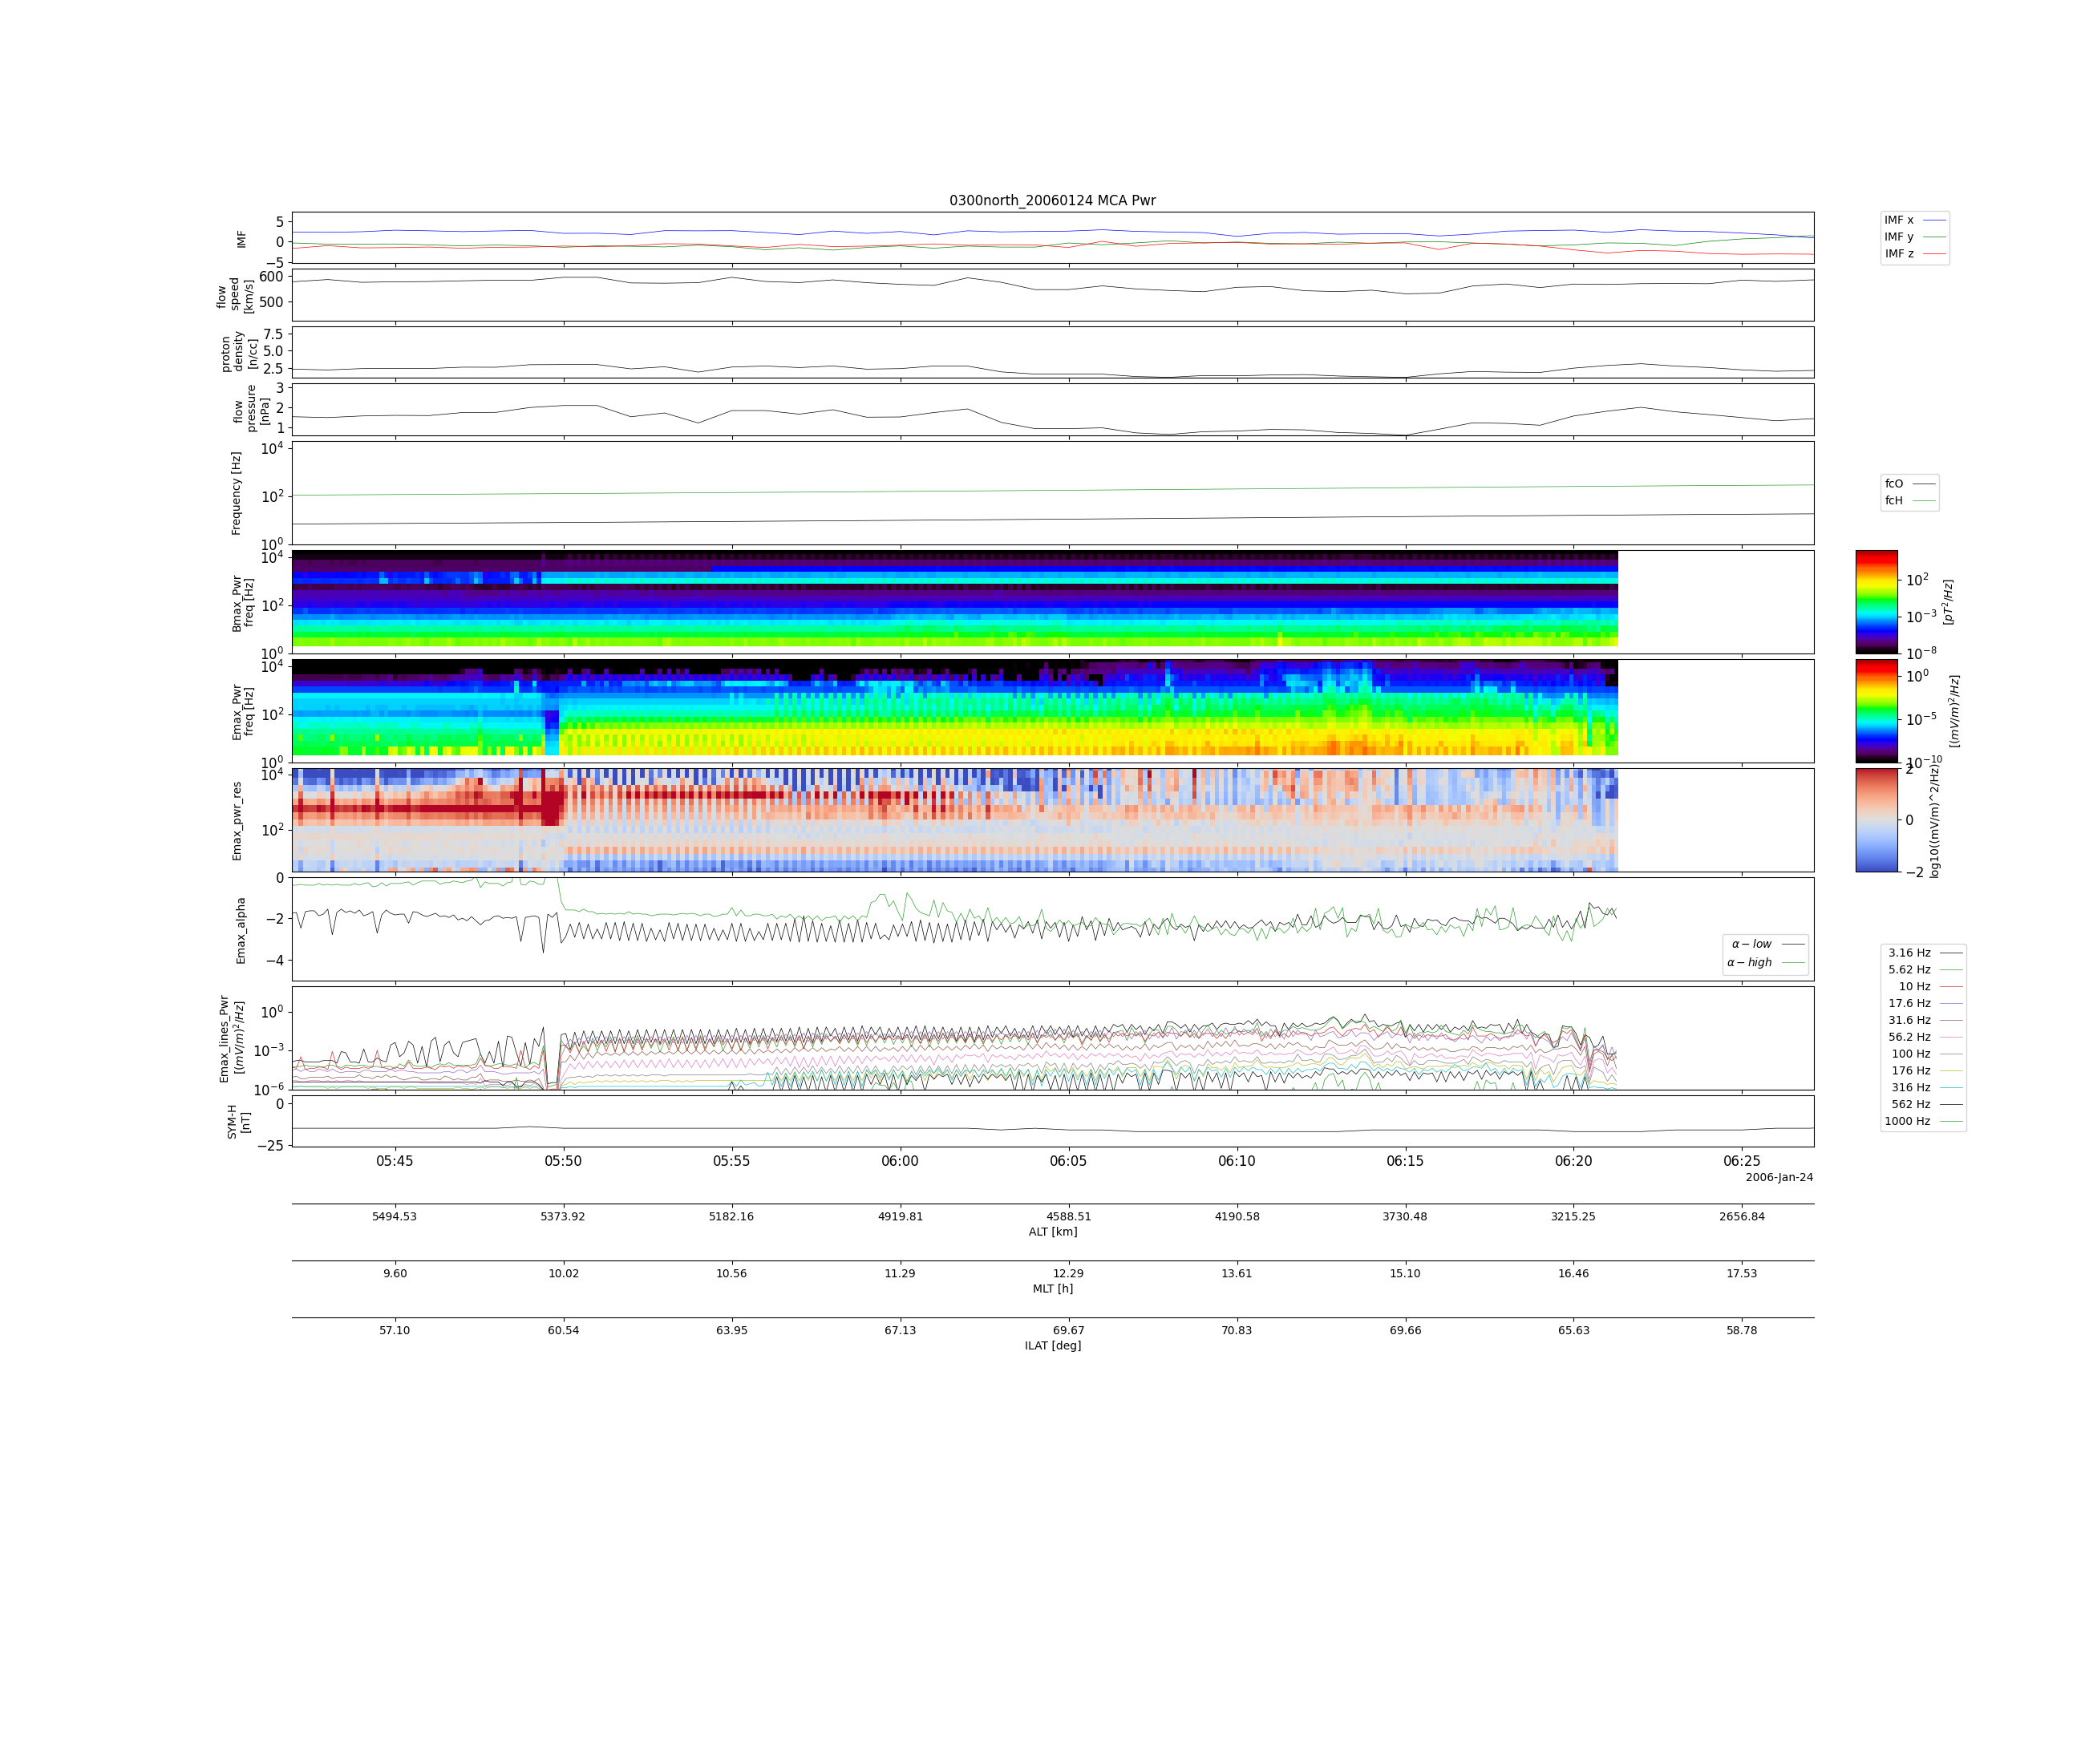 0300north_20060124 MCA Pwr
IMF
5
0
−5
IMF x
IMF y
IMF z
flow
speed
[km/s]
600
500
proton
density
[n/cc]
7.5
5.0
2.5
flow
pressure
[nPa]
3
2
1
Frequency [Hz]
10^4
10^2
10^0
fcO
fcH
Bmax_Pwr
freq [Hz]
10^4
10^2
10^0
10^2
10^−3
10^−8
[pT^2/Hz]
Emax_Pwr
freq [Hz]
10^4
10^2
10^0
10^0
10^−5
10^−10
[(mV/m)^2/Hz]
Emax_pwr_res
10^4
10^2
2
0
−2
log10((mV/m)^2/Hz)
Emax_alpha
0
−2
−4
α − low
α − high
Emax_lines_Pwr
[(mV/m)^2/Hz]
10^0
10^−3
10^−6
3.16 Hz
5.62 Hz
10 Hz
17.6 Hz
31.6 Hz
56.2 Hz
100 Hz
176 Hz
316 Hz
562 Hz
1000 Hz
SYM-H
[nT]
0
−25
05:45 05:50 05:55 06:00 06:05 06:10 06:15 06:20 06:25
2006-Jan-24
5494.53 5373.92 5182.16 4919.81 4588.51 4190.58 3730.48 3215.25 2656.84
ALT [km]
9.60 10.02 10.56 11.29 12.29 13.61 15.10 16.46 17.53
MLT [h]
57.10 60.54 63.95 67.13 69.67 70.83 69.66 65.63 58.78
ILAT [deg]